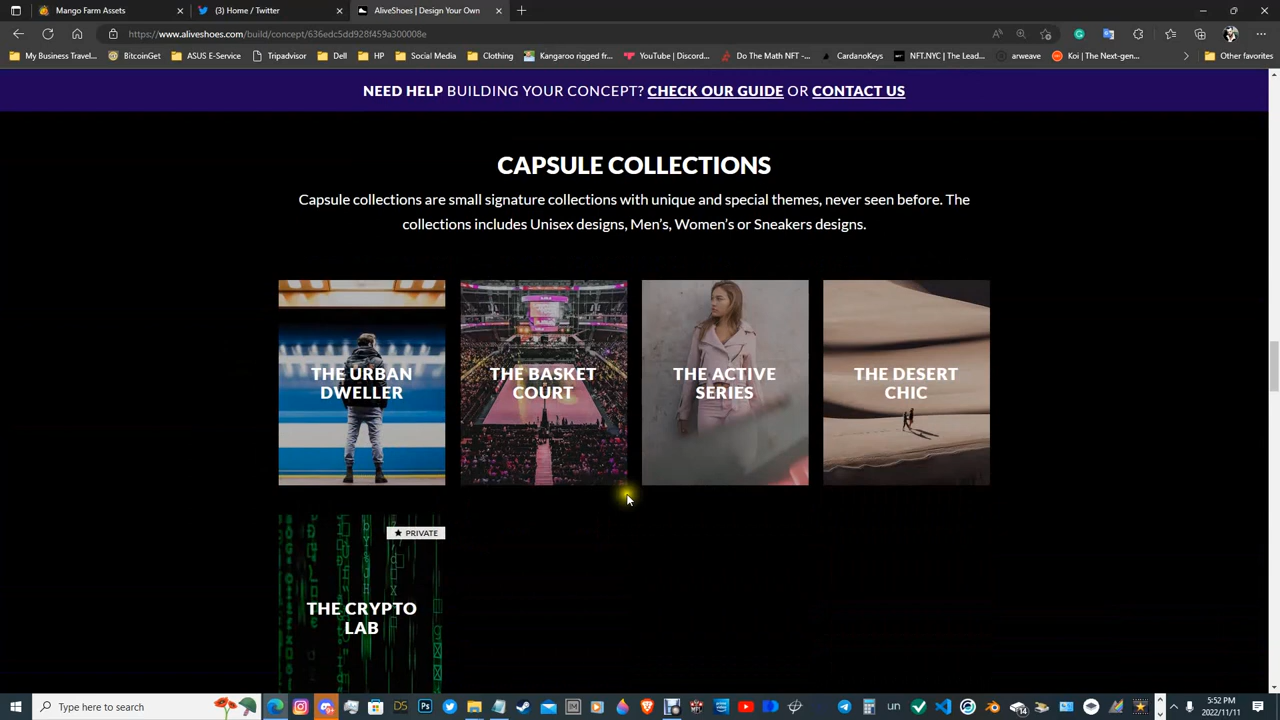 Mango Farm Assets
(3) Home / Twitter
AliveShoes | Design Your Own
https://www.aliveshoes.com/build/concept/636edc5dd928f459a300008e
My Business Travel...
BitcoinGet
ASUS E-Service
Tripadvisor
Dell
HP
Social Media
Clothing
Kangaroo rigged fr...
YouTube | Discord...
Do The Math NFT -...
CardanoKeys
NFT.NYC | The Lead...
arweave
Koi | The Next-gen...
Other favorites
NEED HELP BUILDING YOUR CONCEPT? CHECK OUR GUIDE OR CONTACT US
CAPSULE COLLECTIONS
Capsule collections are small signature collections with unique and special themes, never seen before. The
collections includes Unisex designs, Men's, Women's or Sneakers designs.
THE URBAN
DWELLER
THE BASKET
COURT
THE ACTIVE
SERIES
THE DESERT
CHIC
PRIVATE
THE CRYPTO
LAB
Type here to search
5:52 PM
2022/11/11